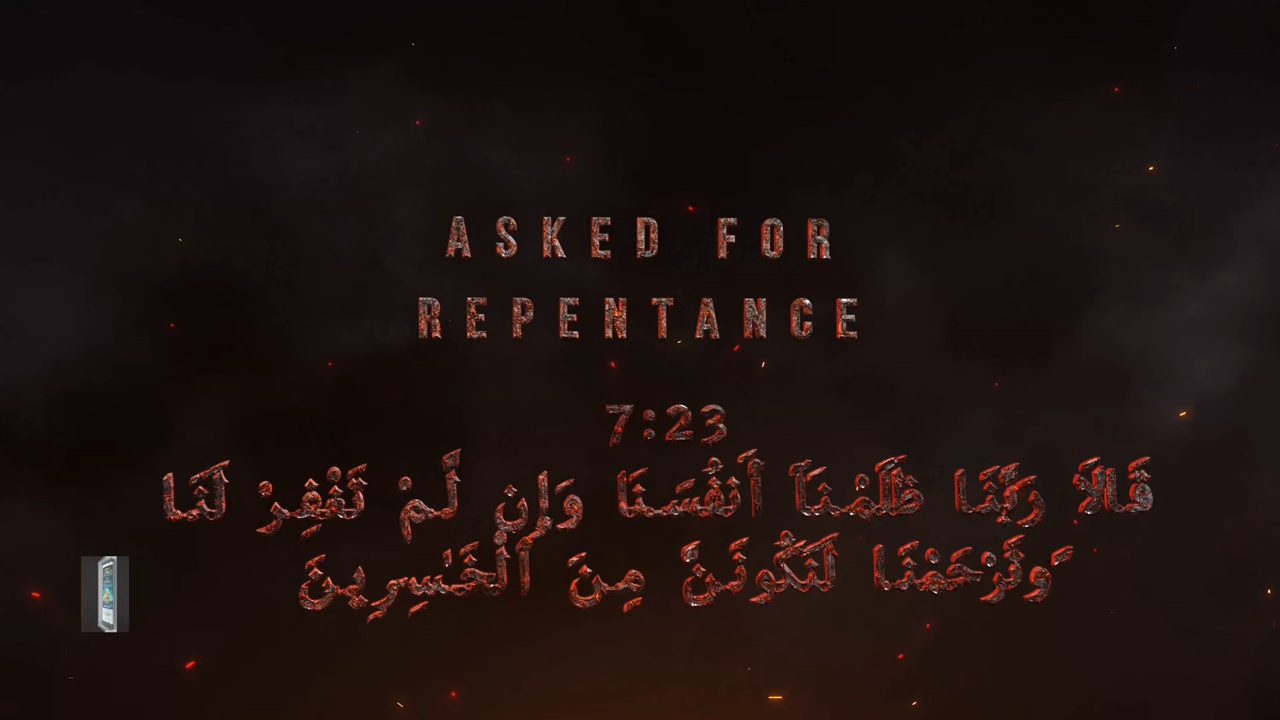 ASKED FOR
REPENTANCE
7:23
قَالَا رَبَّنَا ظَلَمْنَآ أَنفُسَنَا وَإِن لَّمْ تَغْفِرْ لَنَا
وَتَرْحَمْنَا لَنَكُونَنَّ مِنَ ٱلْخَـٰسِرِينَ